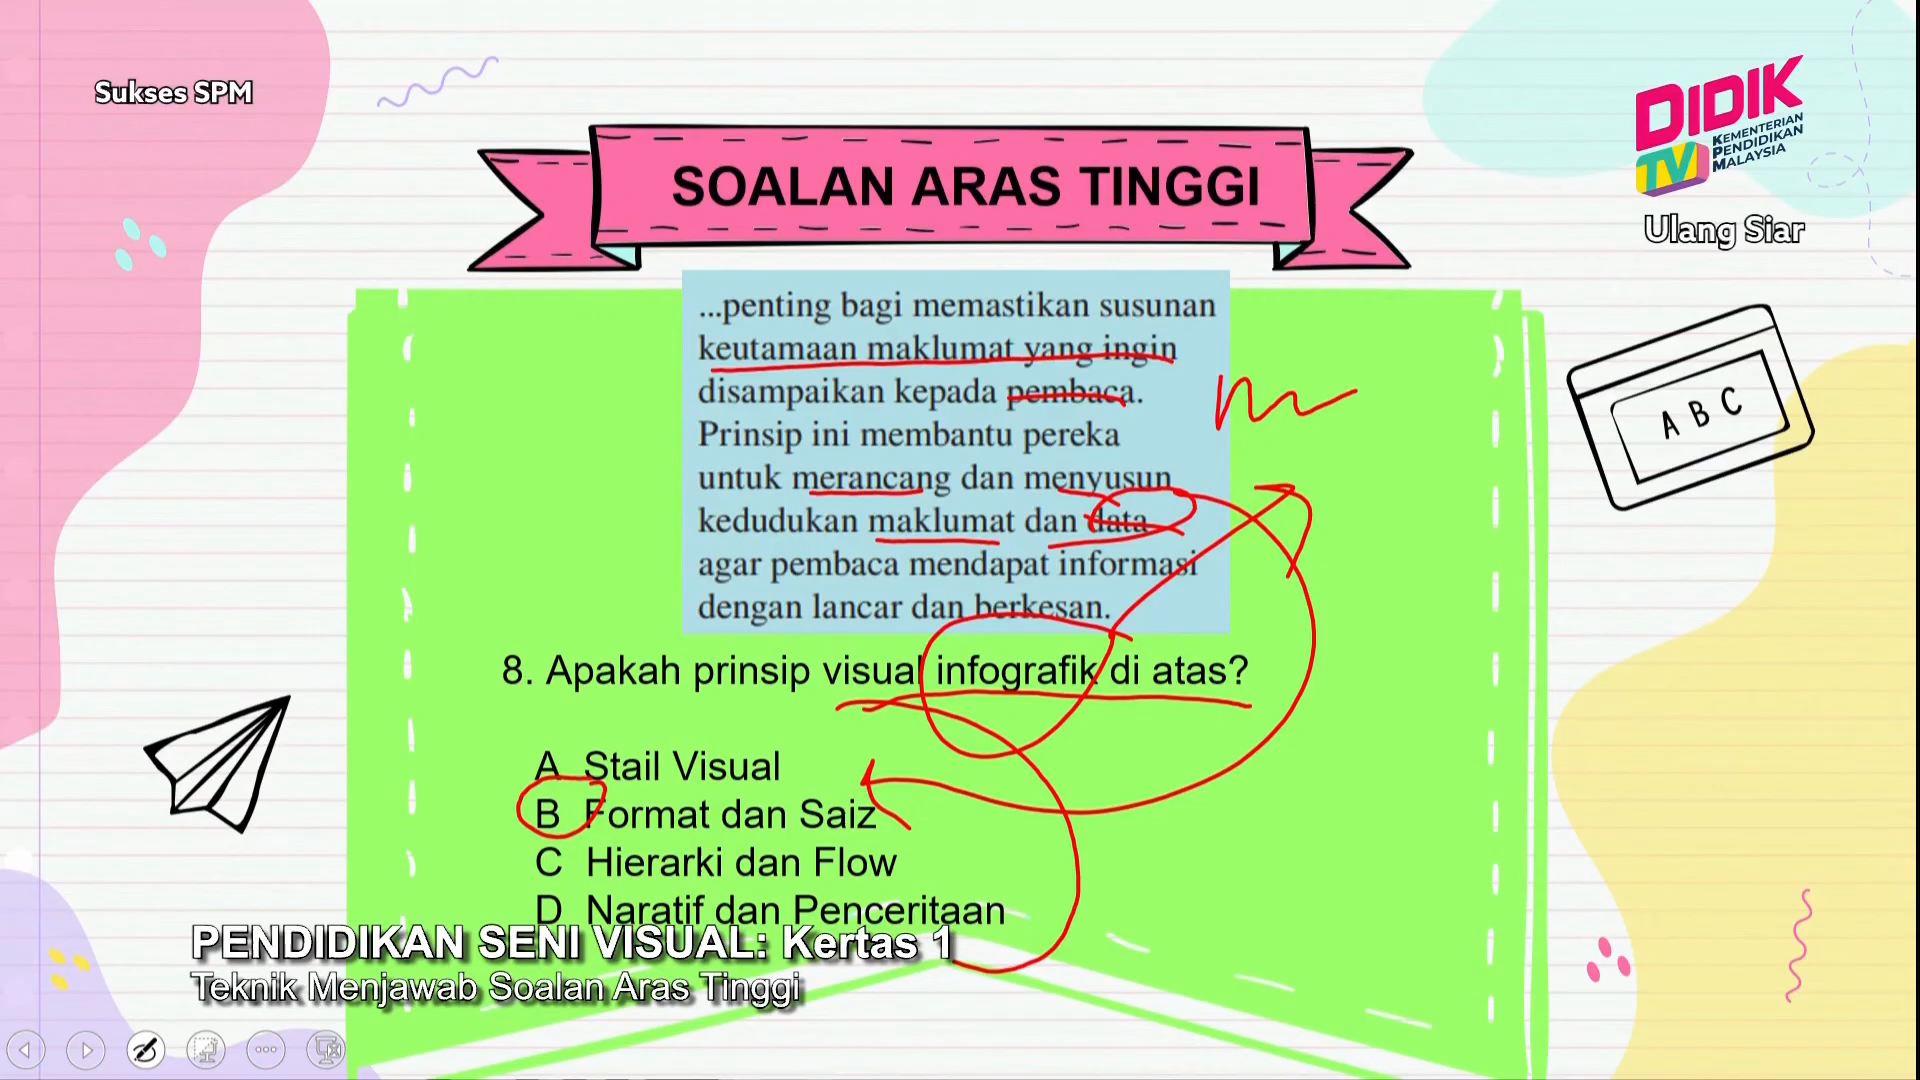 Sukses SPM
DIDIK
TV
KEMENTERIAN
PENDIDIKAN
MALAYSIA
Ulang Siar
SOALAN ARAS TINGGI
...penting bagi memastikan susunan
keutamaan maklumat yang ingin
disampaikan kepada pembaca.
Prinsip ini membantu pereka
untuk merancang dan menyusun
kedudukan maklumat dan data
agar pembaca mendapat informasi
dengan lancar dan berkesan.
A B C
8. Apakah prinsip visual infografik di atas?
A Stail Visual
B Format dan Saiz
C Hierarki dan Flow
D Naratif dan Penceritaan
PENDIDIKAN SENI VISUAL: Kertas 1
Teknik Menjawab Soalan Aras Tinggi